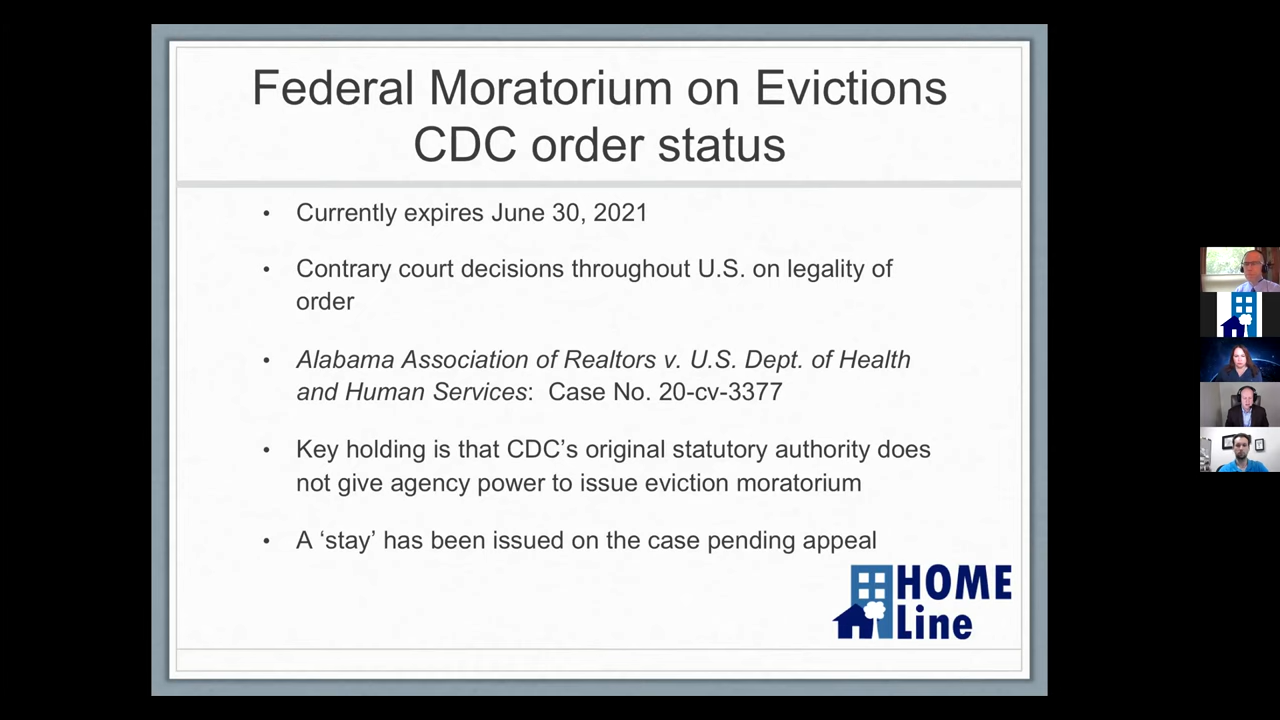 Federal Moratorium on Evictions
CDC order status
• Currently expires June 30, 2021
• Contrary court decisions throughout U.S. on legality of
order
• Alabama Association of Realtors v. U.S. Dept. of Health
and Human Services:  Case No. 20-cv-3377
• Key holding is that CDC’s original statutory authority does
not give agency power to issue eviction moratorium
• A ‘stay’ has been issued on the case pending appeal
HOME
Line